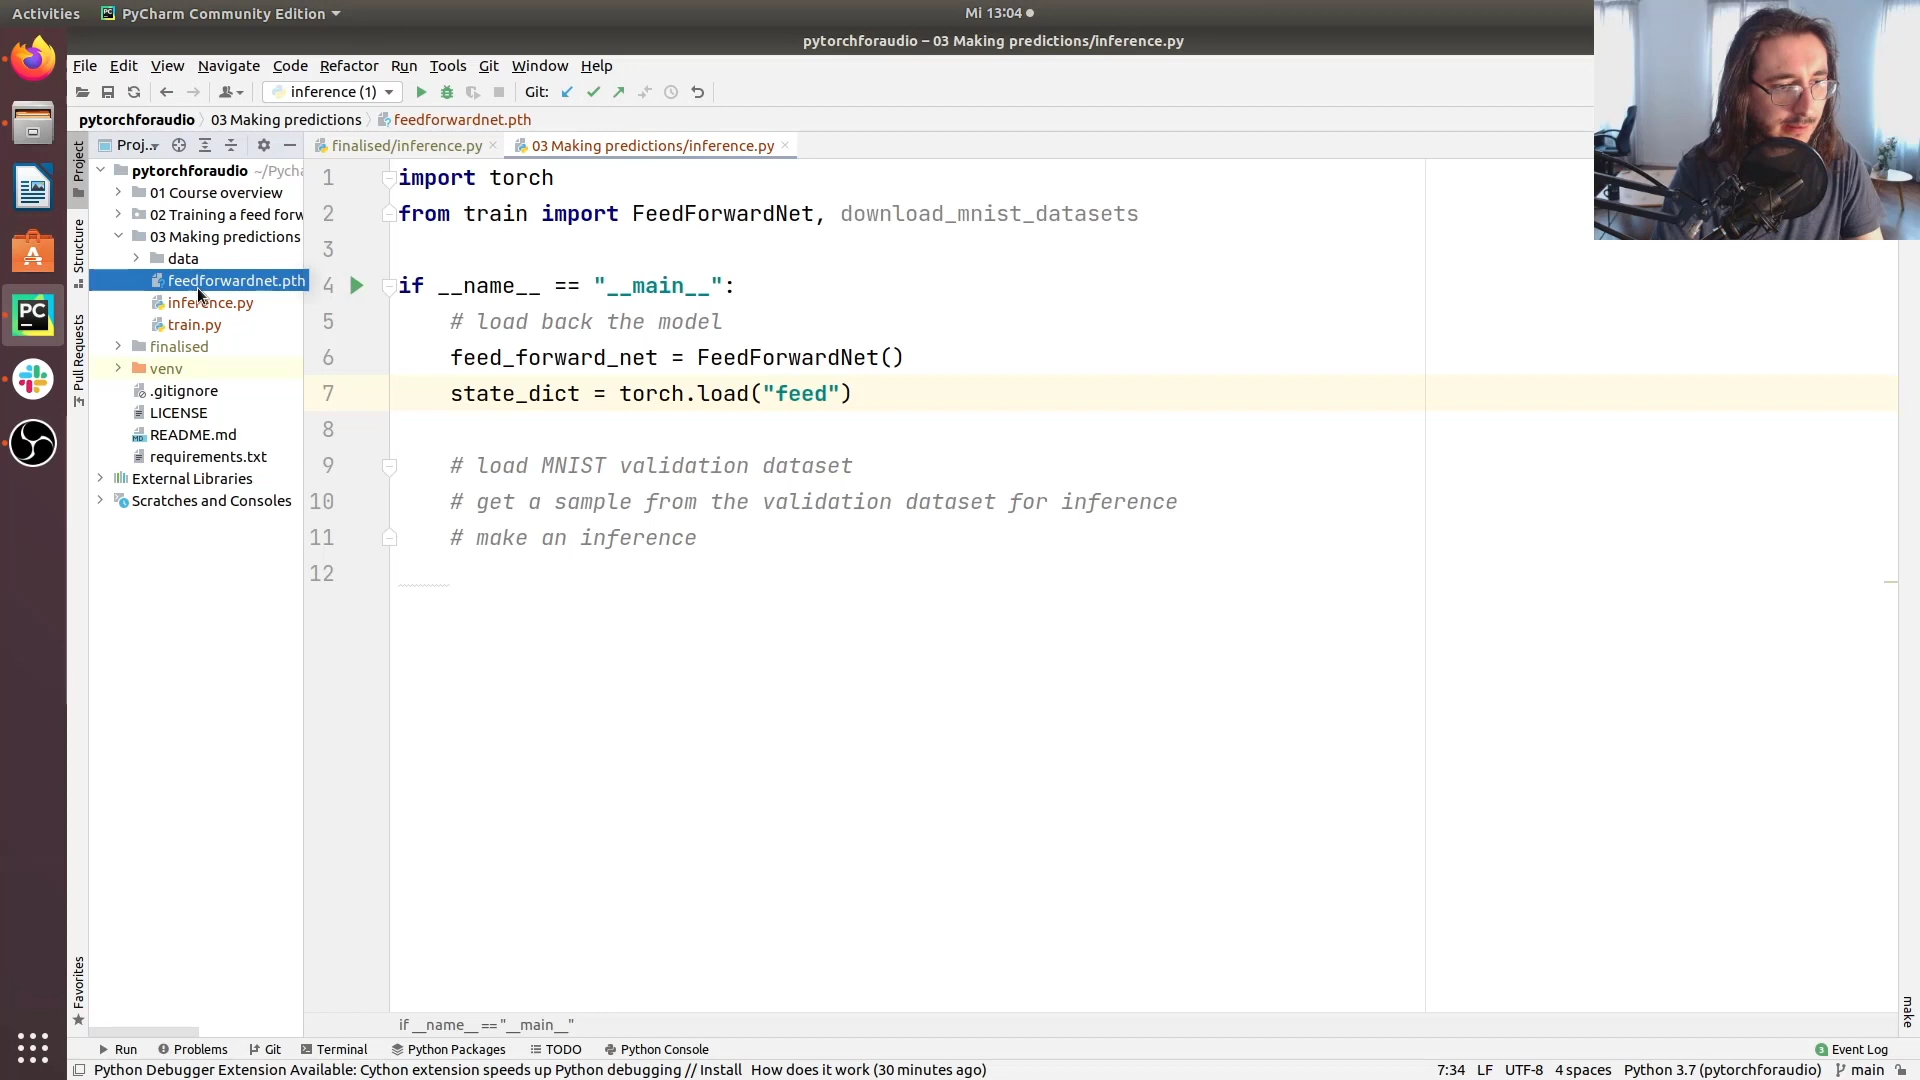 Activities PyCharm Community Edition Mi 13:04
pytorchforaudio – 03 Making predictions/inference.py
File Edit View Navigate Code Refactor Run Tools Git Window Help
inference (1) Git:
pytorchforaudio 03 Making predictions feedforwardnet.pth
Proj... finalised/inference.py 03 Making predictions/inference.py
Project
Structure
Pull Requests
Favorites
pytorchforaudio ~/Pycha
01 Course overview
02 Training a feed forw
03 Making predictions
data
feedforwardnet.pth
inference.py
train.py
finalised
venv
.gitignore
LICENSE
README.md
requirements.txt
External Libraries
Scratches and Consoles
1 import torch
2 from train import FeedForwardNet, download_mnist_datasets
3
4 if __name__ == "__main__":
5 # load back the model
6 feed_forward_net = FeedForwardNet()
7 state_dict = torch.load("feed")
8
9 # load MNIST validation dataset
10 # get a sample from the validation dataset for inference
11 # make an inference
12
make
if __name__ == "__main__"
Run Problems Git Terminal Python Packages TODO Python Console 3 Event Log
Python Debugger Extension Available: Cython extension speeds up Python debugging // Install How does it work (30 minutes ago) 7:34 LF UTF-8 4 spaces Python 3.7 (pytorchforaudio) main